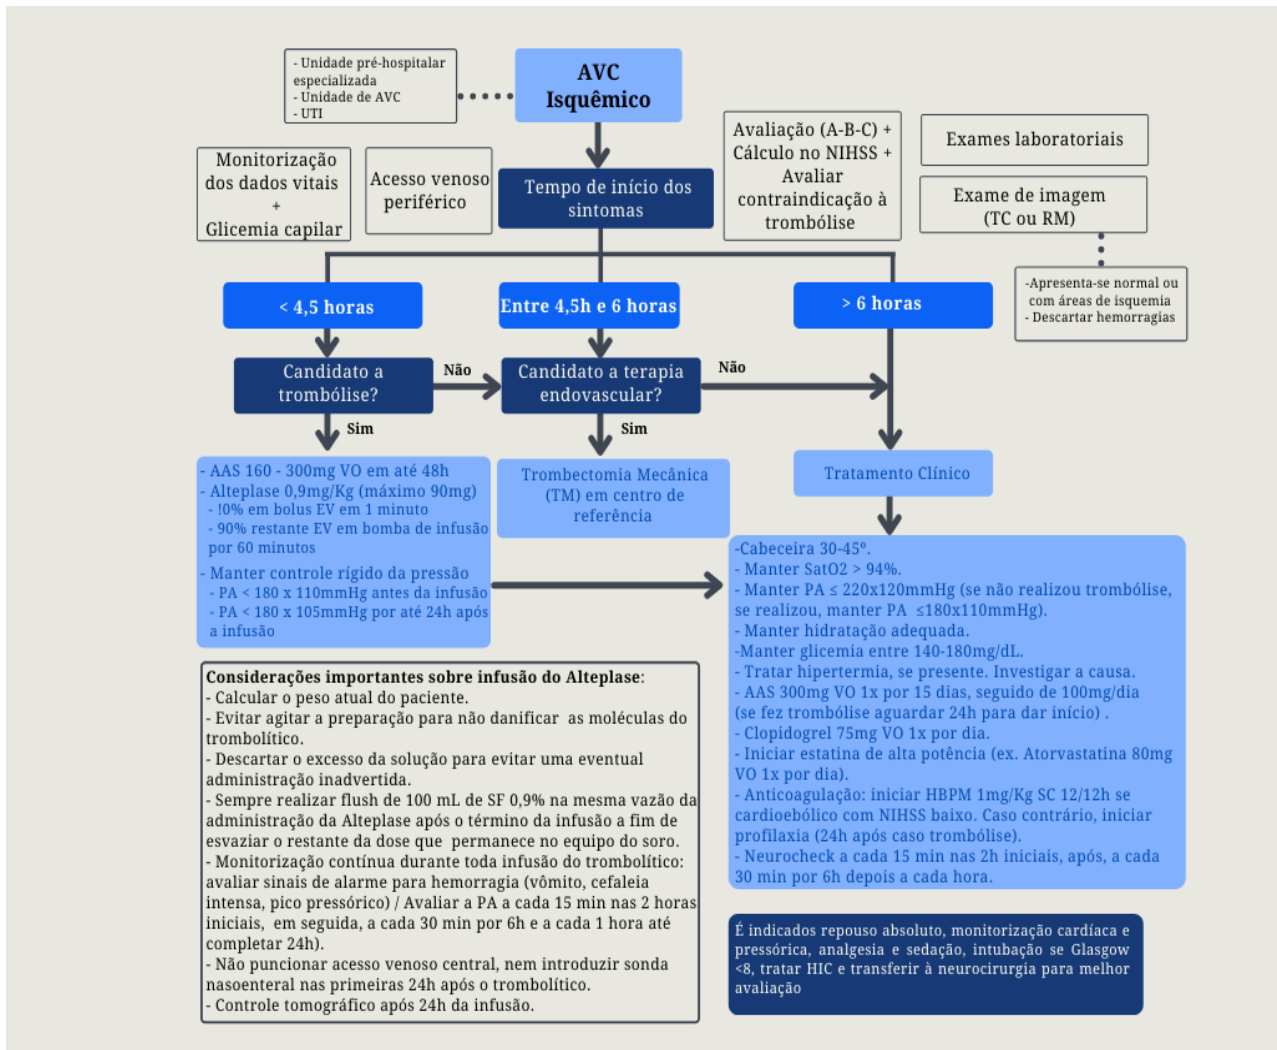 - Unidade pré-hospitalar
especializada
- Unidade de AVC
- UTI
AVC
Isquêmico
Monitorização
dos dados vitais
+
Glicemia capilar
Acesso venoso
periférico
Tempo de início dos
sintomas
Avaliação (A-B-C) +
Cálculo no NIHSS +
Avaliar
contraindicação à
trombólise
Exames laboratoriais
Exame de imagem
(TC ou RM)
-Apresenta-se normal ou
com áreas de isquemia
- Descartar hemorragias
< 4,5 horas
Entre 4,5h e 6 horas
> 6 horas
Candidato a
trombólise?
Não
Candidato a terapia
endovascular?
Não
Sim
Sim
- AAS 160 - 300mg VO em até 48h
- Alteplase 0,9mg/Kg (máximo 90mg)
- !0% em bolus EV em 1 minuto
- 90% restante EV em bomba de infusão
por 60 minutos
- Manter controle rígido da pressão
- PA < 180 x 110mmHg antes da infusão
- PA < 180 x 105mmHg por até 24h após
a infusão
Trombectomia Mecânica
(TM) em centro de
referência
Tratamento Clínico
-Cabeceira 30-45º.
- Manter SatO2 > 94%.
- Manter PA ≤ 220x120mmHg (se não realizou trombólise,
se realizou, manter PA ≤180x110mmHg).
- Manter hidratação adequada.
-Manter glicemia entre 140-180mg/dL.
- Tratar hipertermia, se presente. Investigar a causa.
- AAS 300mg VO 1x por 15 dias, seguido de 100mg/dia
(se fez trombólise aguardar 24h para dar início) .
- Clopidogrel 75mg VO 1x por dia.
- Iniciar estatina de alta potência (ex. Atorvastatina 80mg
VO 1x por dia).
- Anticoagulação: iniciar HBPM 1mg/Kg SC 12/12h se
cardioebólico com NIHSS baixo. Caso contrário, iniciar
profilaxia (24h após caso trombólise).
- Neurocheck a cada 15 min nas 2h iniciais, após, a cada
30 min por 6h depois a cada hora.
Considerações importantes sobre infusão do Alteplase:
- Calcular o peso atual do paciente.
- Evitar agitar a preparação para não danificar as moléculas do
trombolítico.
- Descartar o excesso da solução para evitar uma eventual
administração inadvertida.
- Sempre realizar flush de 100 mL de SF 0,9% na mesma vazão da
administração da Alteplase após o término da infusão a fim de
esvaziar o restante da dose que permanece no equipo do soro.
- Monitorização contínua durante toda infusão do trombolítico:
avaliar sinais de alarme para hemorragia (vômito, cefaleia
intensa, pico pressórico) / Avaliar a PA a cada 15 min nas 2 horas
iniciais, em seguida, a cada 30 min por 6h e a cada 1 hora até
completar 24h).
- Não puncionar acesso venoso central, nem introduzir sonda
nasoenteral nas primeiras 24h após o trombolítico.
- Controle tomográfico após 24h da infusão.
É indicados repouso absoluto, monitorização cardíaca e
pressórica, analgesia e sedação, intubação se Glasgow
<8, tratar HIC e transferir à neurocirurgia para melhor
avaliação